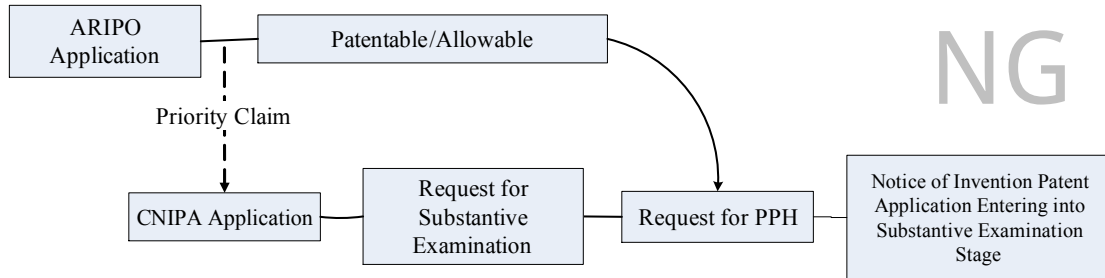 ARIPO
Application
Patentable/Allowable
NG
Priority Claim
CNIPA Application
Request for
Substantive
Examination
Request for PPH
Notice of Invention Patent
Application Entering into
Substantive Examination
Stage